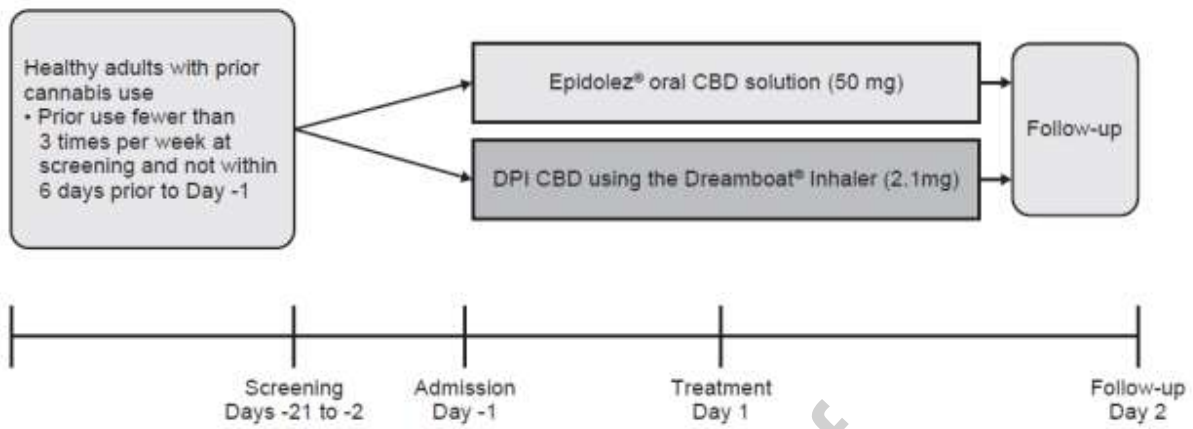 Healthy adults with prior
cannabis use
• Prior use fewer than
3 times per week at
screening and not within
6 days prior to Day -1
Epidolez® oral CBD solution (50 mg)
DPI CBD using the Dreamboat® Inhaler (2.1mg)
Follow-up
Screening
Days -21 to -2
Admission
Day -1
Treatment
Day 1
Follow-up
Day 2